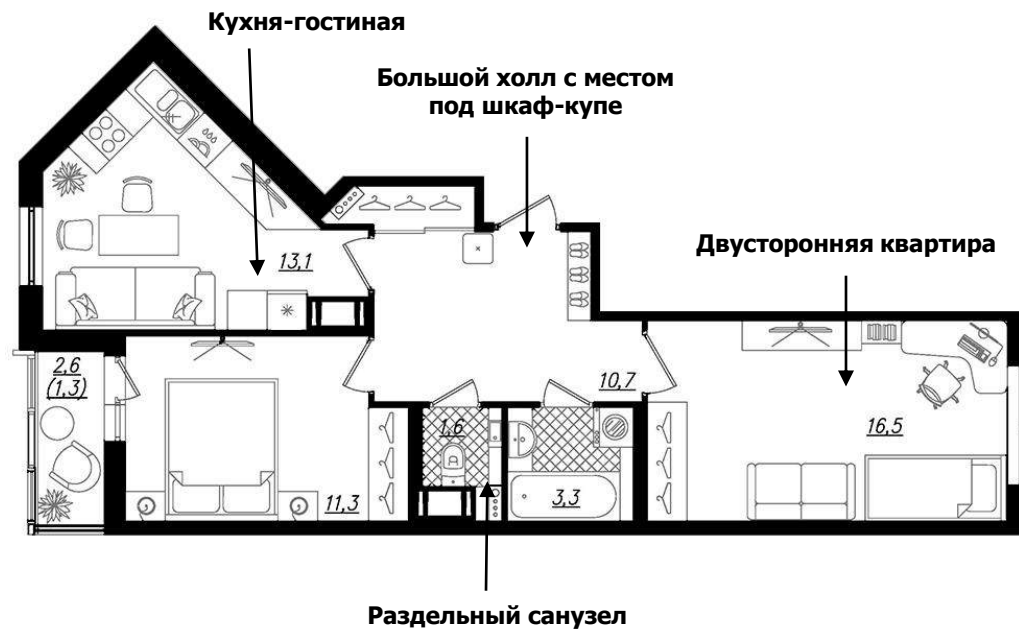 Кухня-гостиная
Большой холл с местом
под шкаф-купе
Двусторонняя квартира
13,1
2,6
(1,3)
10,7
1,6
16,5
11,3
3,3
Раздельный санузел